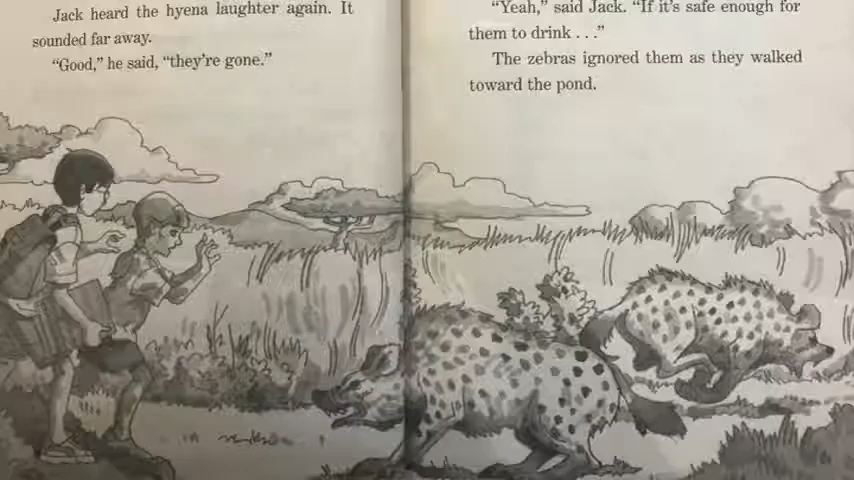 Jack heard the hyena laughter again. It
sounded far away.
“Good,” he said, “they’re gone.”
“Yeah,” said Jack. “If it’s safe enough for
them to drink . . .”
The zebras ignored them as they walked
toward the pond.